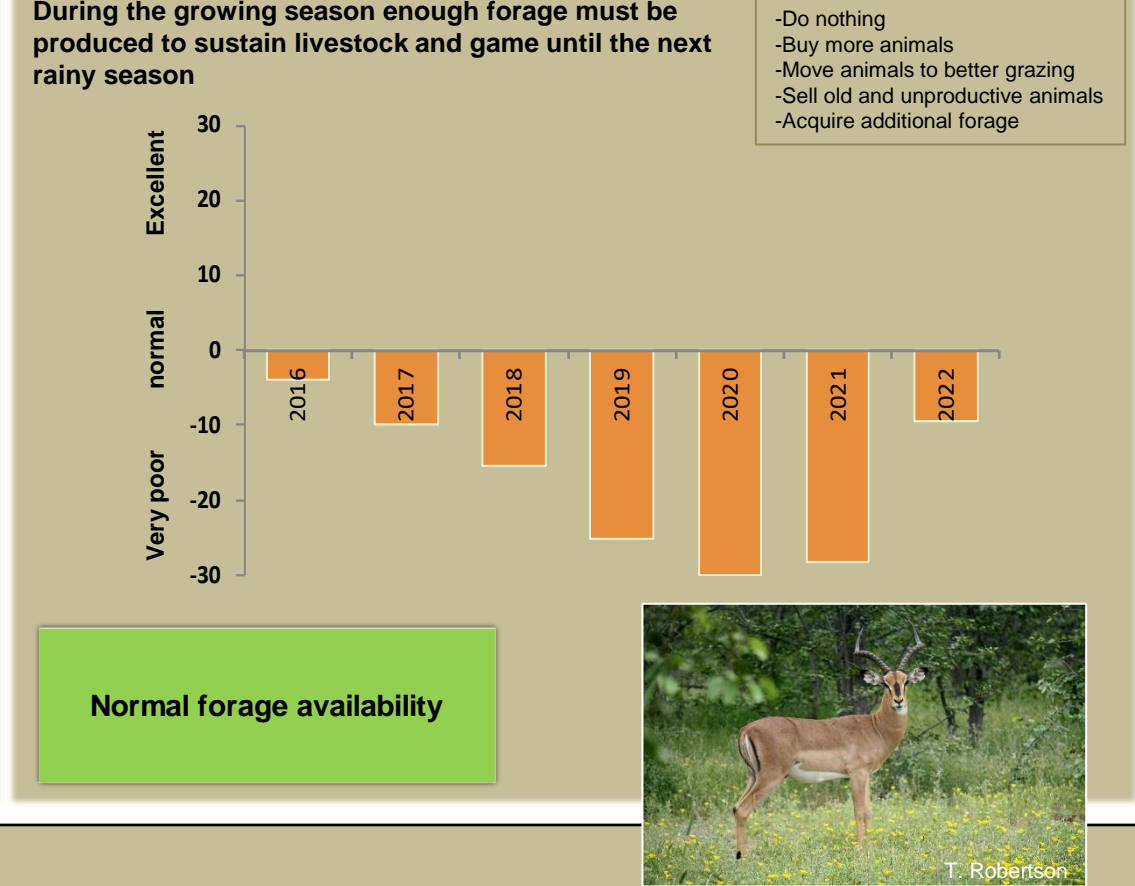 During the growing season enough forage must be
produced to sustain livestock and game until the next
rainy season
-Do nothing
-Buy more animals
-Move animals to better grazing
-Sell old and unproductive animals
-Acquire additional forage
Excellent
normal
Very poor
30
20
10
0
-10
-20
-30
2016
2017
2018
2019
2020
2021
2022
Normal forage availability
T. Robertson